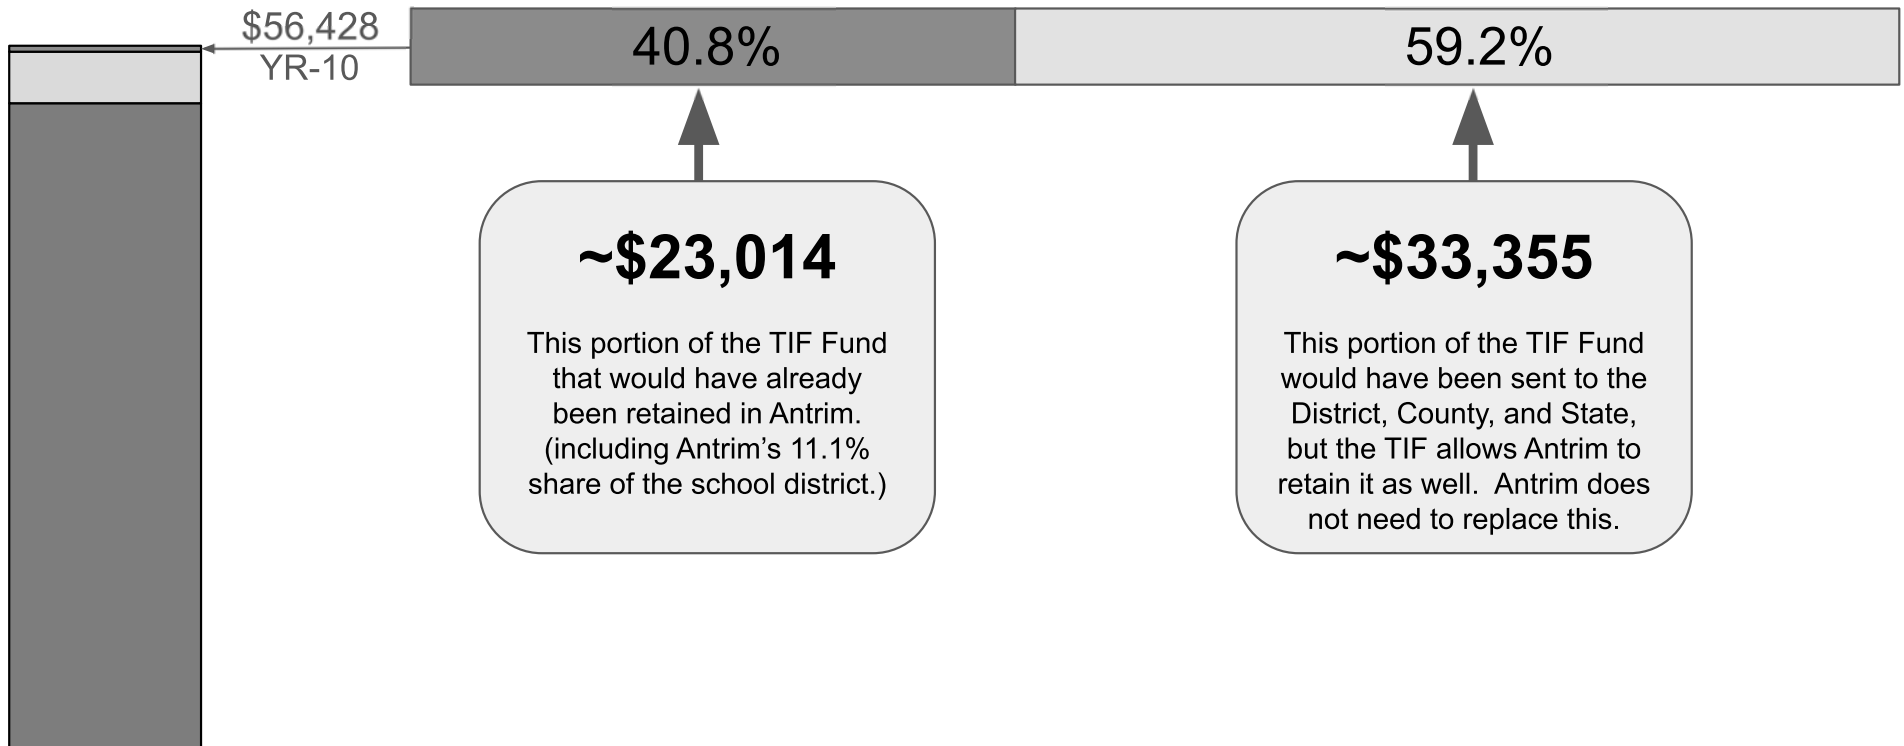 $56,428
YR-10
40.8%
59.2%
~$23,014
This portion of the TIF Fund
that would have already
been retained in Antrim.
(including Antrim’s 11.1%
share of the school district.)
~$33,355
This portion of the TIF Fund
would have been sent to the
District, County, and State,
but the TIF allows Antrim to
retain it as well.  Antrim does
not need to replace this.